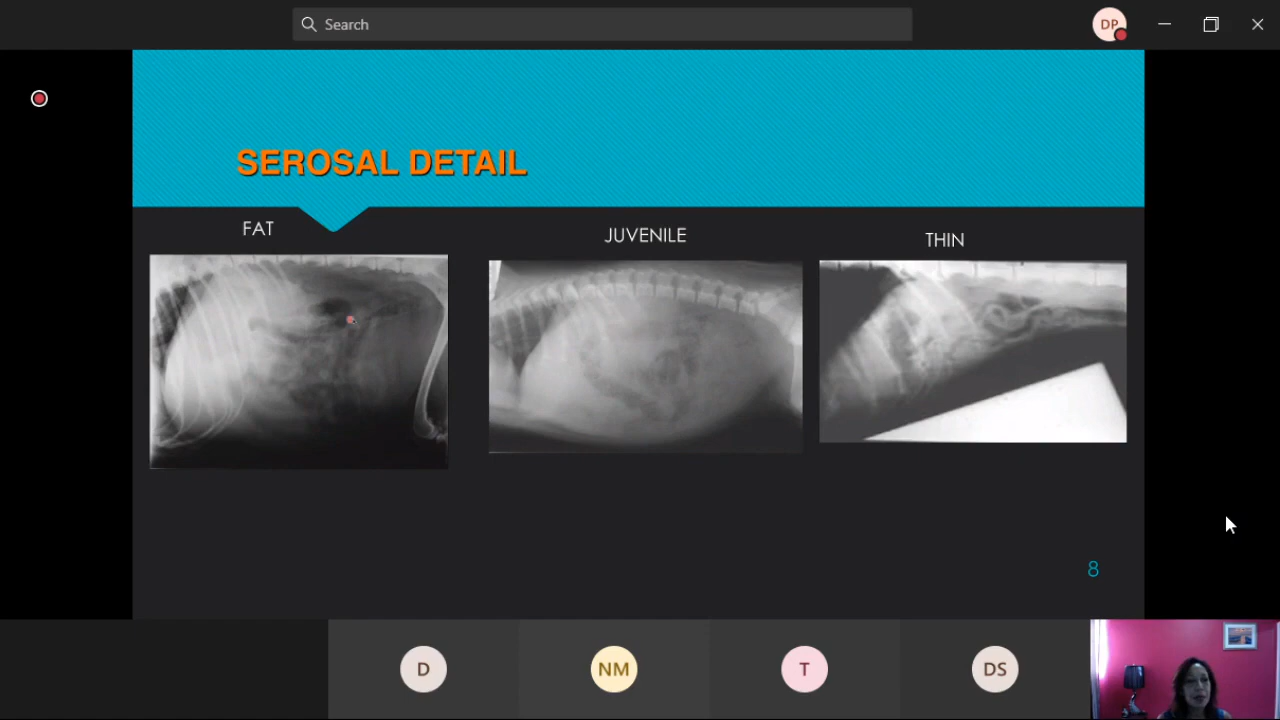 Search
DP
SEROSAL DETAIL
FAT
JUVENILE
THIN
8
D
NM
T
DS